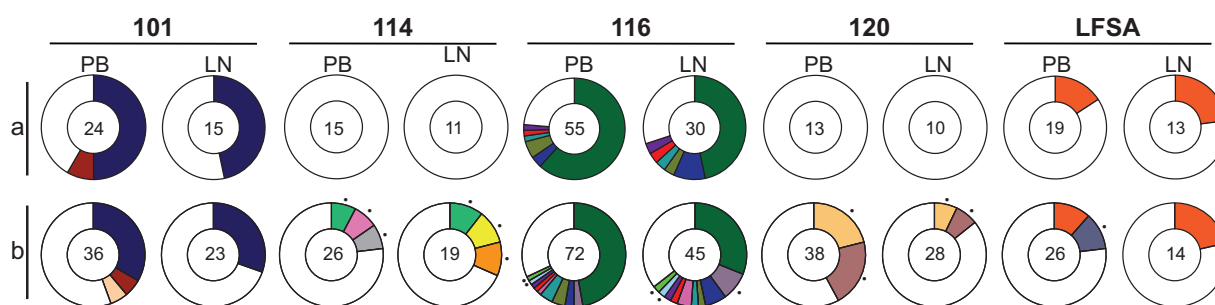 101 114 116 120 LFSA
PB LN PB LN PB LN PB LN PB LN
a 24 15 15 11 55 30 13 10 19 13
b 36 23 26 19 72 45 38 28 26 14